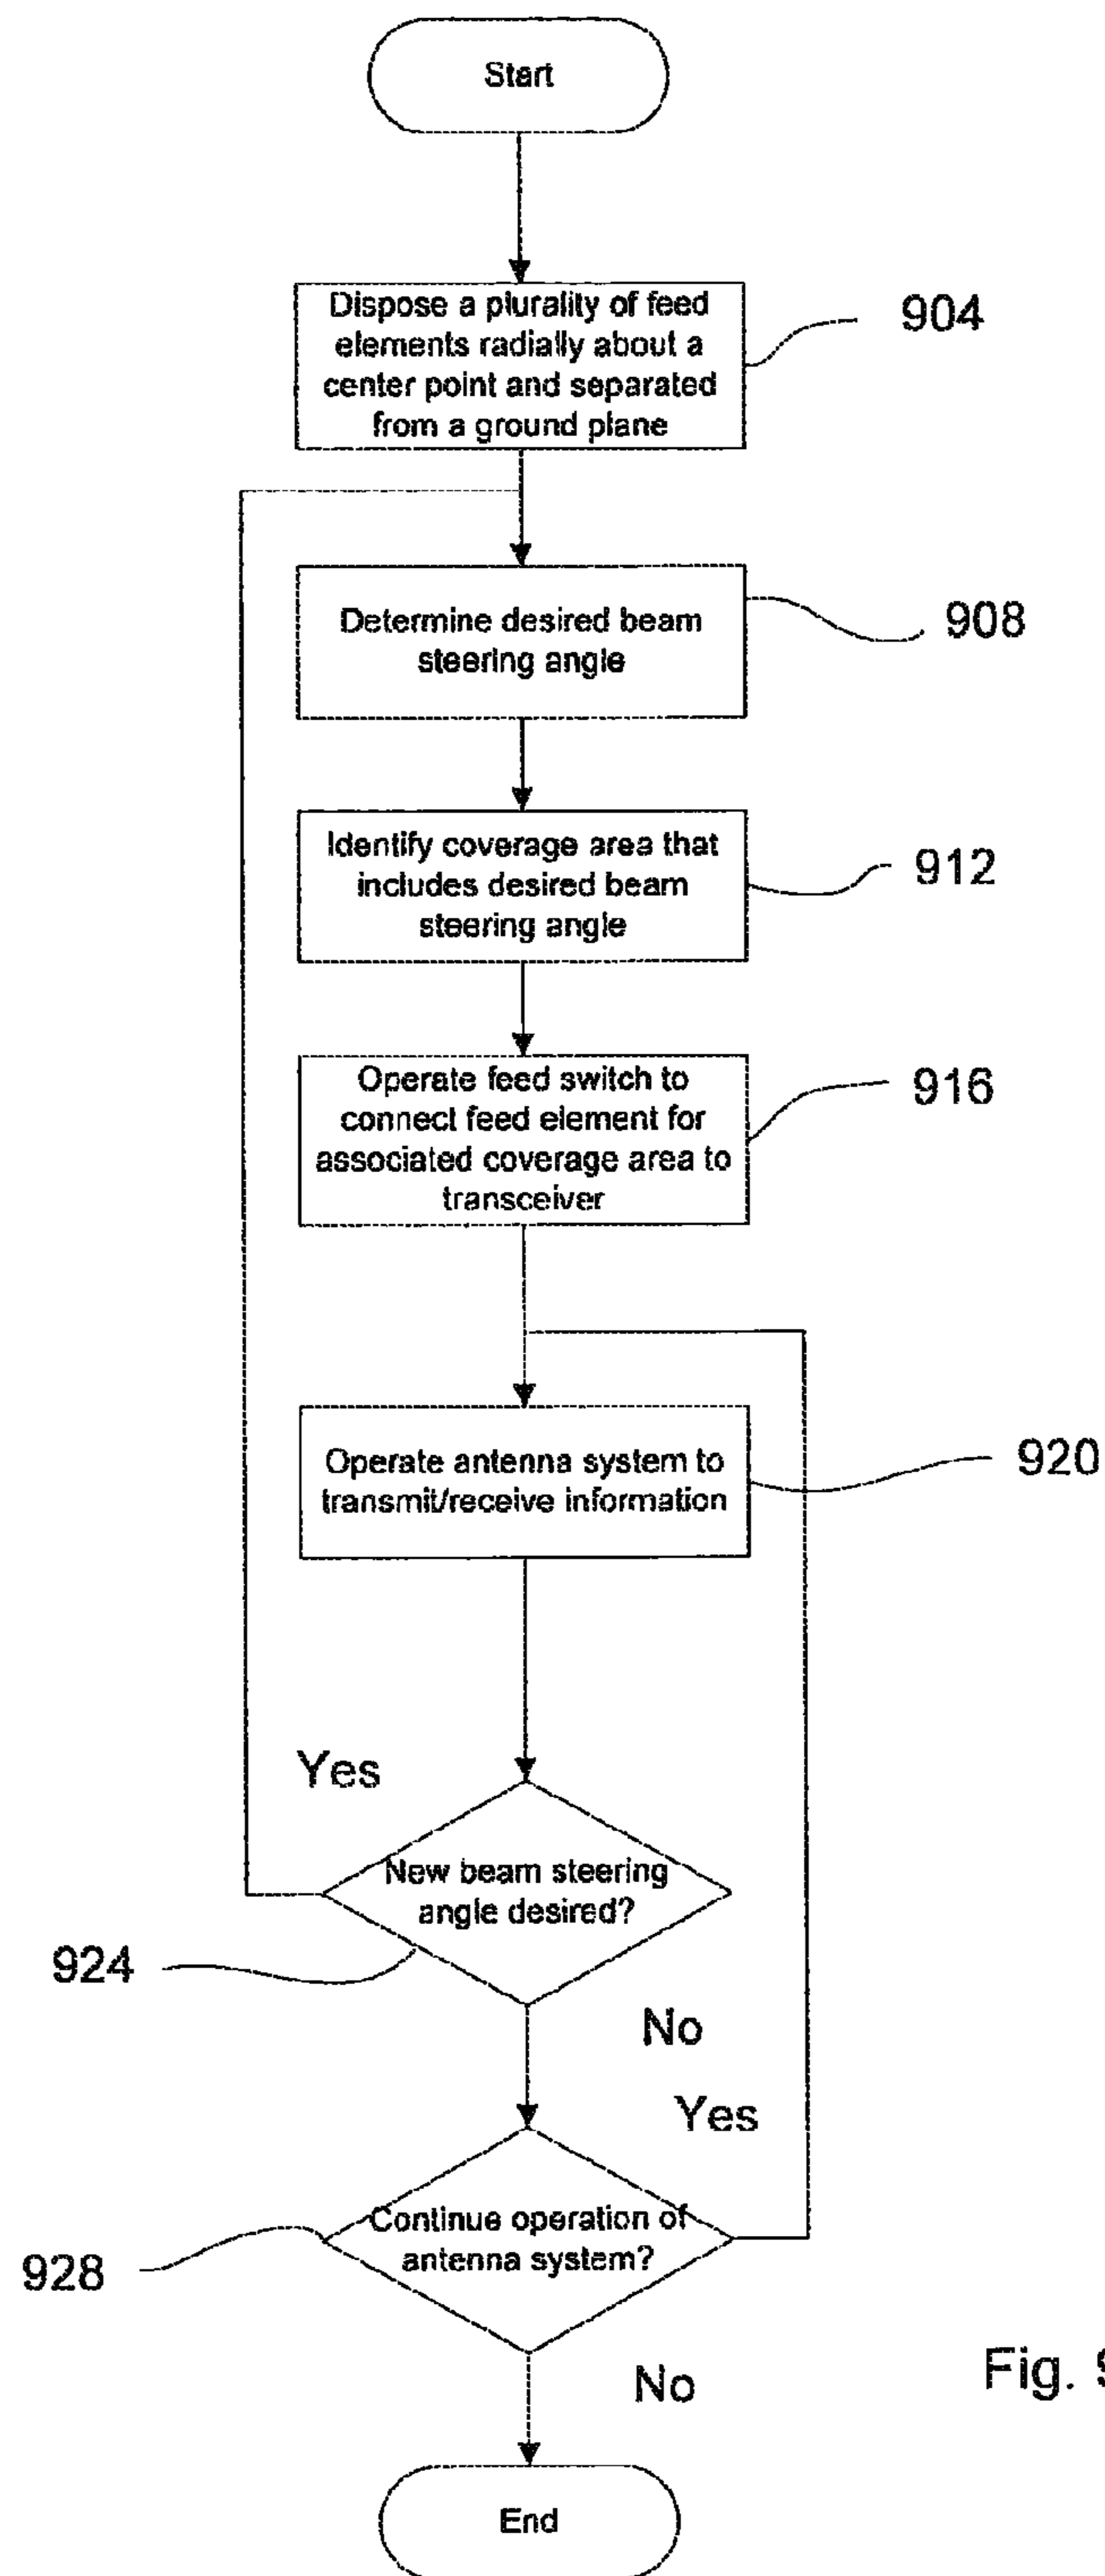 Start
Dispose a plurality of feed
elements radially about a
center point and separated
from a ground plane
904
Determine desired beam
steering angle
908
Identify coverage area that
includes desired beam
steering angle
912
Operate feed switch to
connect feed element for
associated coverage area to
transceiver
916
Operate antenna system to
transmit/receive information
920
Yes
New beam steering
angle desired?
924
No
Yes
Continue operation of
antenna system?
928
No
Fig. 9
End